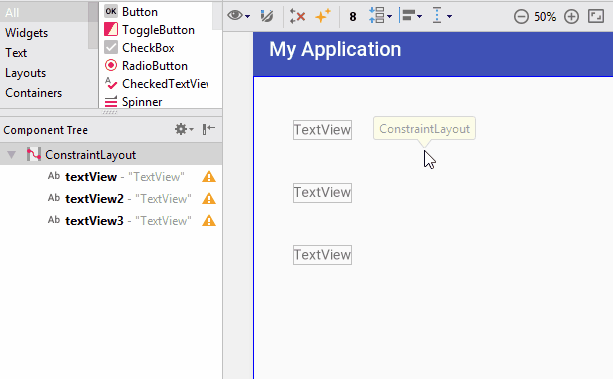 All
Widgets
Text
Layouts
Containers
OK Button
ToggleButton
CheckBox
RadioButton
CheckedTextVie
Spinner
8
50%
Component Tree
ConstraintLayout
Ab textView - "TextView"
Ab textView2 - "TextView"
Ab textView3 - "TextView"
My Application
TextView
ConstraintLayout
TextView
TextView